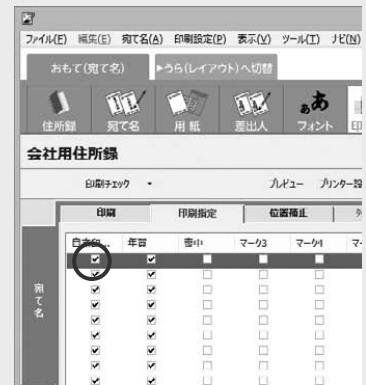 ファイル(F) 編集(E) 宛て名(A) 印刷設定(P) 表示(V) ツール(T) ナビ(N)
おもて(宛て名) ▶うら(レイアウト)へ切替
住所録 宛て名 用紙 差出人 フォント 印
会社用住所録
印刷チェック プレビュー プリンター設
印刷 印刷指定 位置補正
年賀 喪中 マーク3 マーク4 マー
宛て名